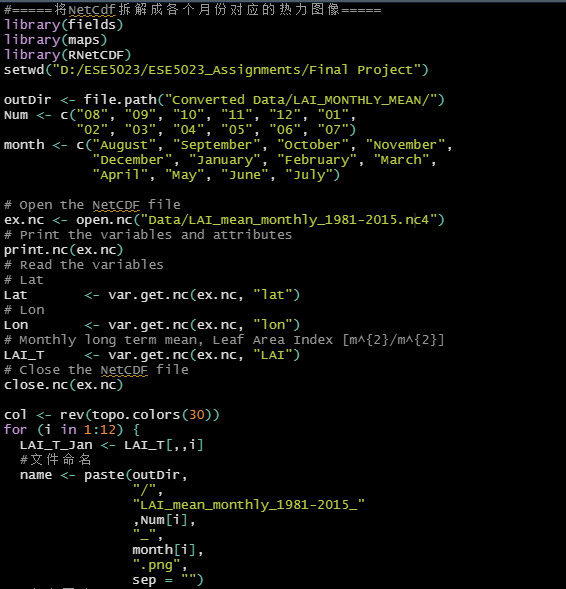 #=====将NetCdf拆解成各个月份对应的热力图像=====
library(fields)
library(maps)
library(RNetCDF)
setwd("D:/ESE5023/ESE5023_Assignments/Final Project")
outDir <- file.path("Converted Data/LAI_MONTHLY_MEAN/")
Num <- c("08", "09", "10", "11", "12", "01",
"02", "03", "04", "05", "06", "07")
month <- c("August", "September", "October", "November",
"December", "January", "February", "March",
"April", "May", "June", "July")
# Open the NetCDF file
ex.nc <- open.nc("Data/LAI_mean_monthly_1981-2015.nc4")
# Print the variables and attributes
print.nc(ex.nc)
# Read the variables
# Lat
Lat <- var.get.nc(ex.nc, "lat")
# Lon
Lon <- var.get.nc(ex.nc, "lon")
# Monthly long term mean, Leaf Area Index [m^{2}/m^{2}]
LAI_T <- var.get.nc(ex.nc, "LAI")
# Close the NetCDF file
close.nc(ex.nc)
col <- rev(topo.colors(30))
for (i in 1:12) {
LAI_T_Jan <- LAI_T[,,i]
#文件命名
name <- paste(outDir,
"/",
"LAI_mean_monthly_1981-2015_"
,Num[i],
"_",
month[i],
".png",
sep = "")